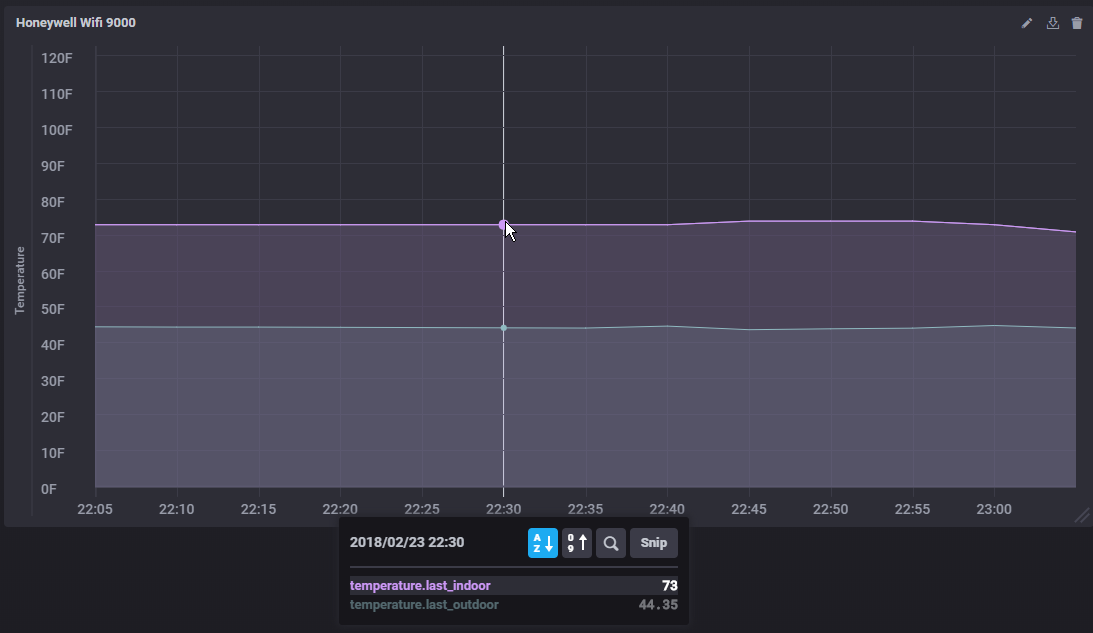 Honeywell Wifi 9000
Temperature
120F
110F
100F
90F
80F
70F
60F
50F
40F
30F
20F
10F
0F
22:05 22:10 22:15 22:20 22:25 22:30 22:35 22:40 22:45 22:50 22:55 23:00
2018/02/23 22:30 A Z 0 9 Snip
temperature.last_indoor 73
temperature.last_outdoor 44.35